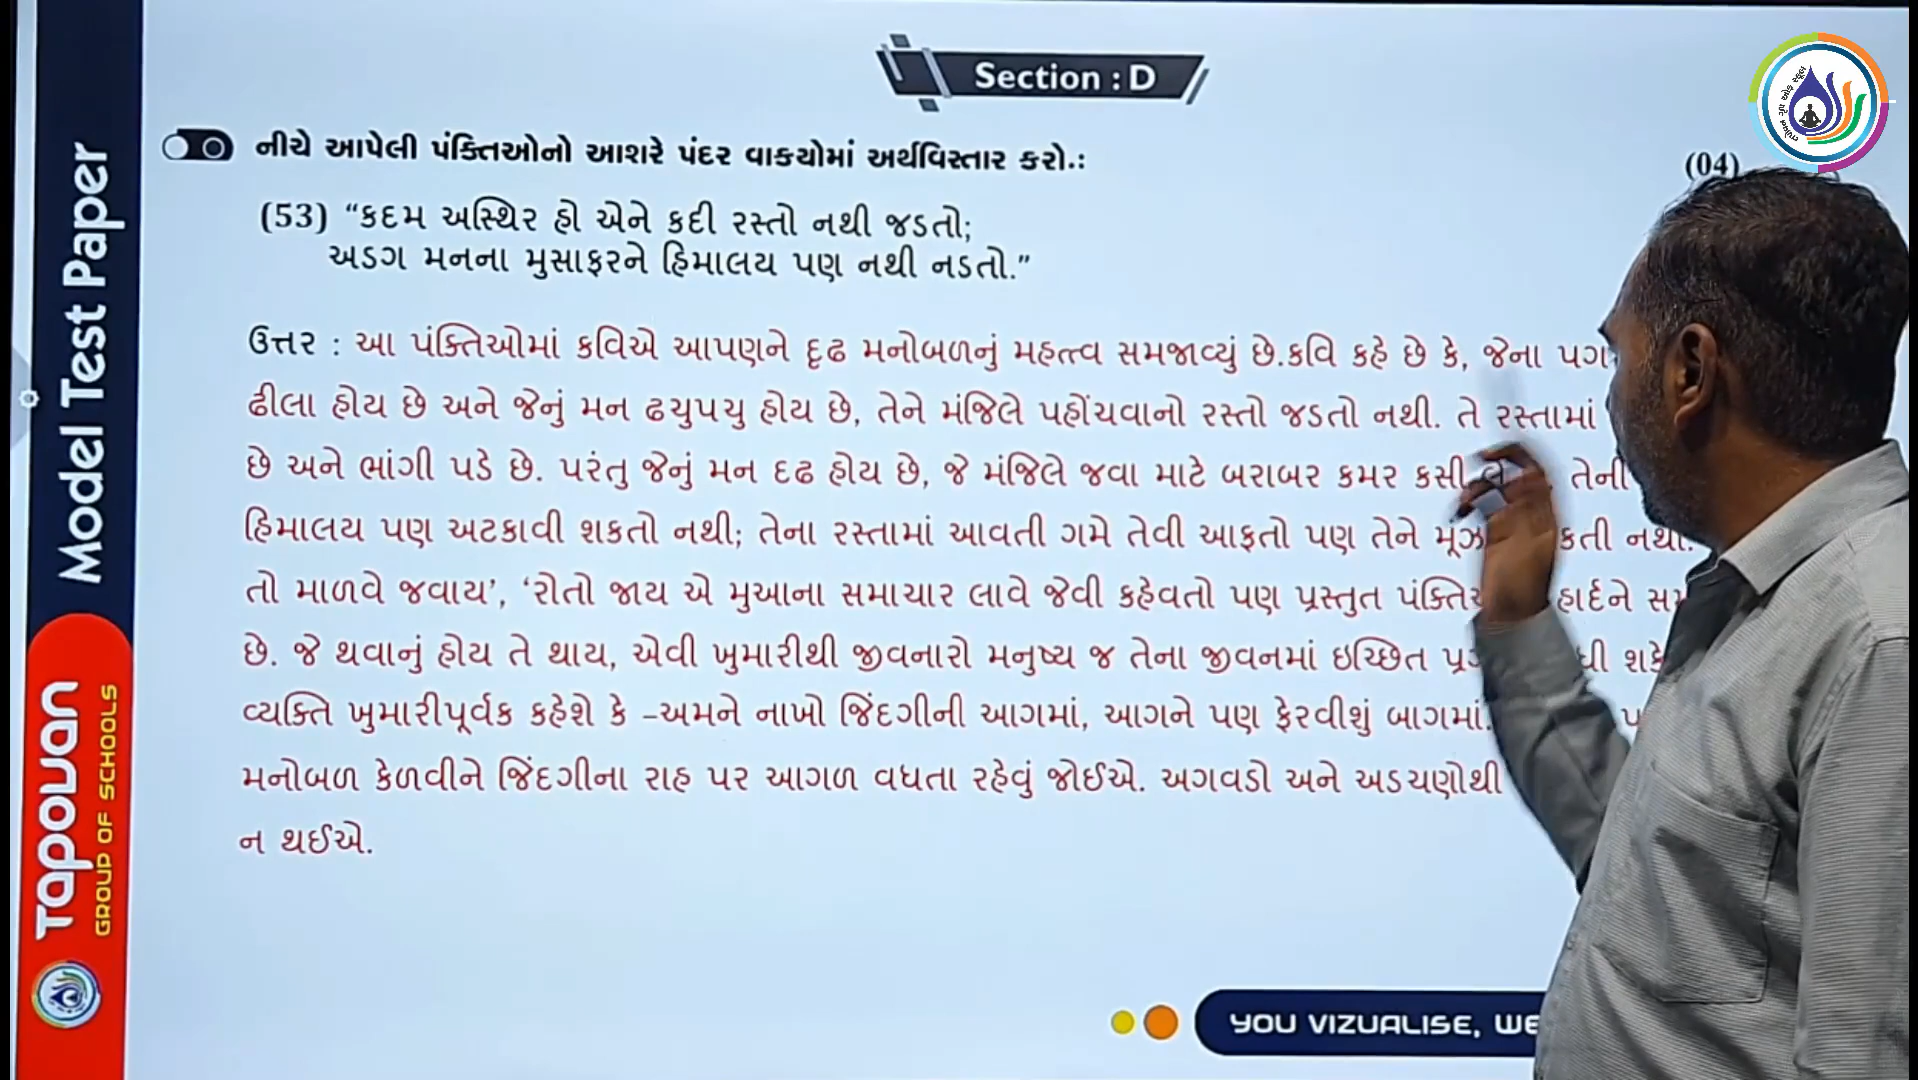 Section : D
નીચે આપેલી પંક્તિઓનો આશરે પંદર વાક્યોમાં અર્થવિસ્તાર કરો.:
(04)
(53) “કદમ અસ્થિર હો એને કદી રસ્તો નથી જડતો;
અડગ મનના મુસાફરને હિમાલય પણ નથી નડતો.”
ઉત્તર : આ પંક્તિઓમાં કવિએ આપણને દૃઢ મનોબળનું મહત્ત્વ સમજાવ્યું છે.કવિ કહે છે કે, જેના પગ
ઢીલા હોય છે અને જેનું મન ઢચુપચુ હોય છે, તેને મંજિલે પહોંચવાનો રસ્તો જડતો નથી. તે રસ્તામાં
છે અને ભાંગી પડે છે. પરંતુ જેનું મન દઢ હોય છે, જે મંજિલે જવા માટે બરાબર કમર કસી તેની
હિમાલય પણ અટકાવી શકતો નથી; તેના રસ્તામાં આવતી ગમે તેવી આફતો પણ તેને નથી.
તો માળવે જવાય’, ‘રોતો જાય એ મુઆના સમાચાર લાવે જેવી કહેવતો પણ પ્રસ્તુત હાર્દને
છે. જે થવાનું હોય તે થાય, એવી ખુમારીથી જીવનારો મનુષ્ય જ તેના જીવનમાં ઇચ્છિત
વ્યક્તિ ખુમારીપૂર્વક કહેશે કે –અમને નાખો જિંદગીની આગમાં, આગને પણ ફેરવીશું બાગમાં.
મનોબળ કેળવીને જિંદગીના રાહ પર આગળ વધતા રહેવું જોઈએ. અગવડો અને અડચણોથી
ન થઈએ.
YOU VIZUALISE, WE
Model Test Paper
Tapovan
GROUP OF SCHOOLS